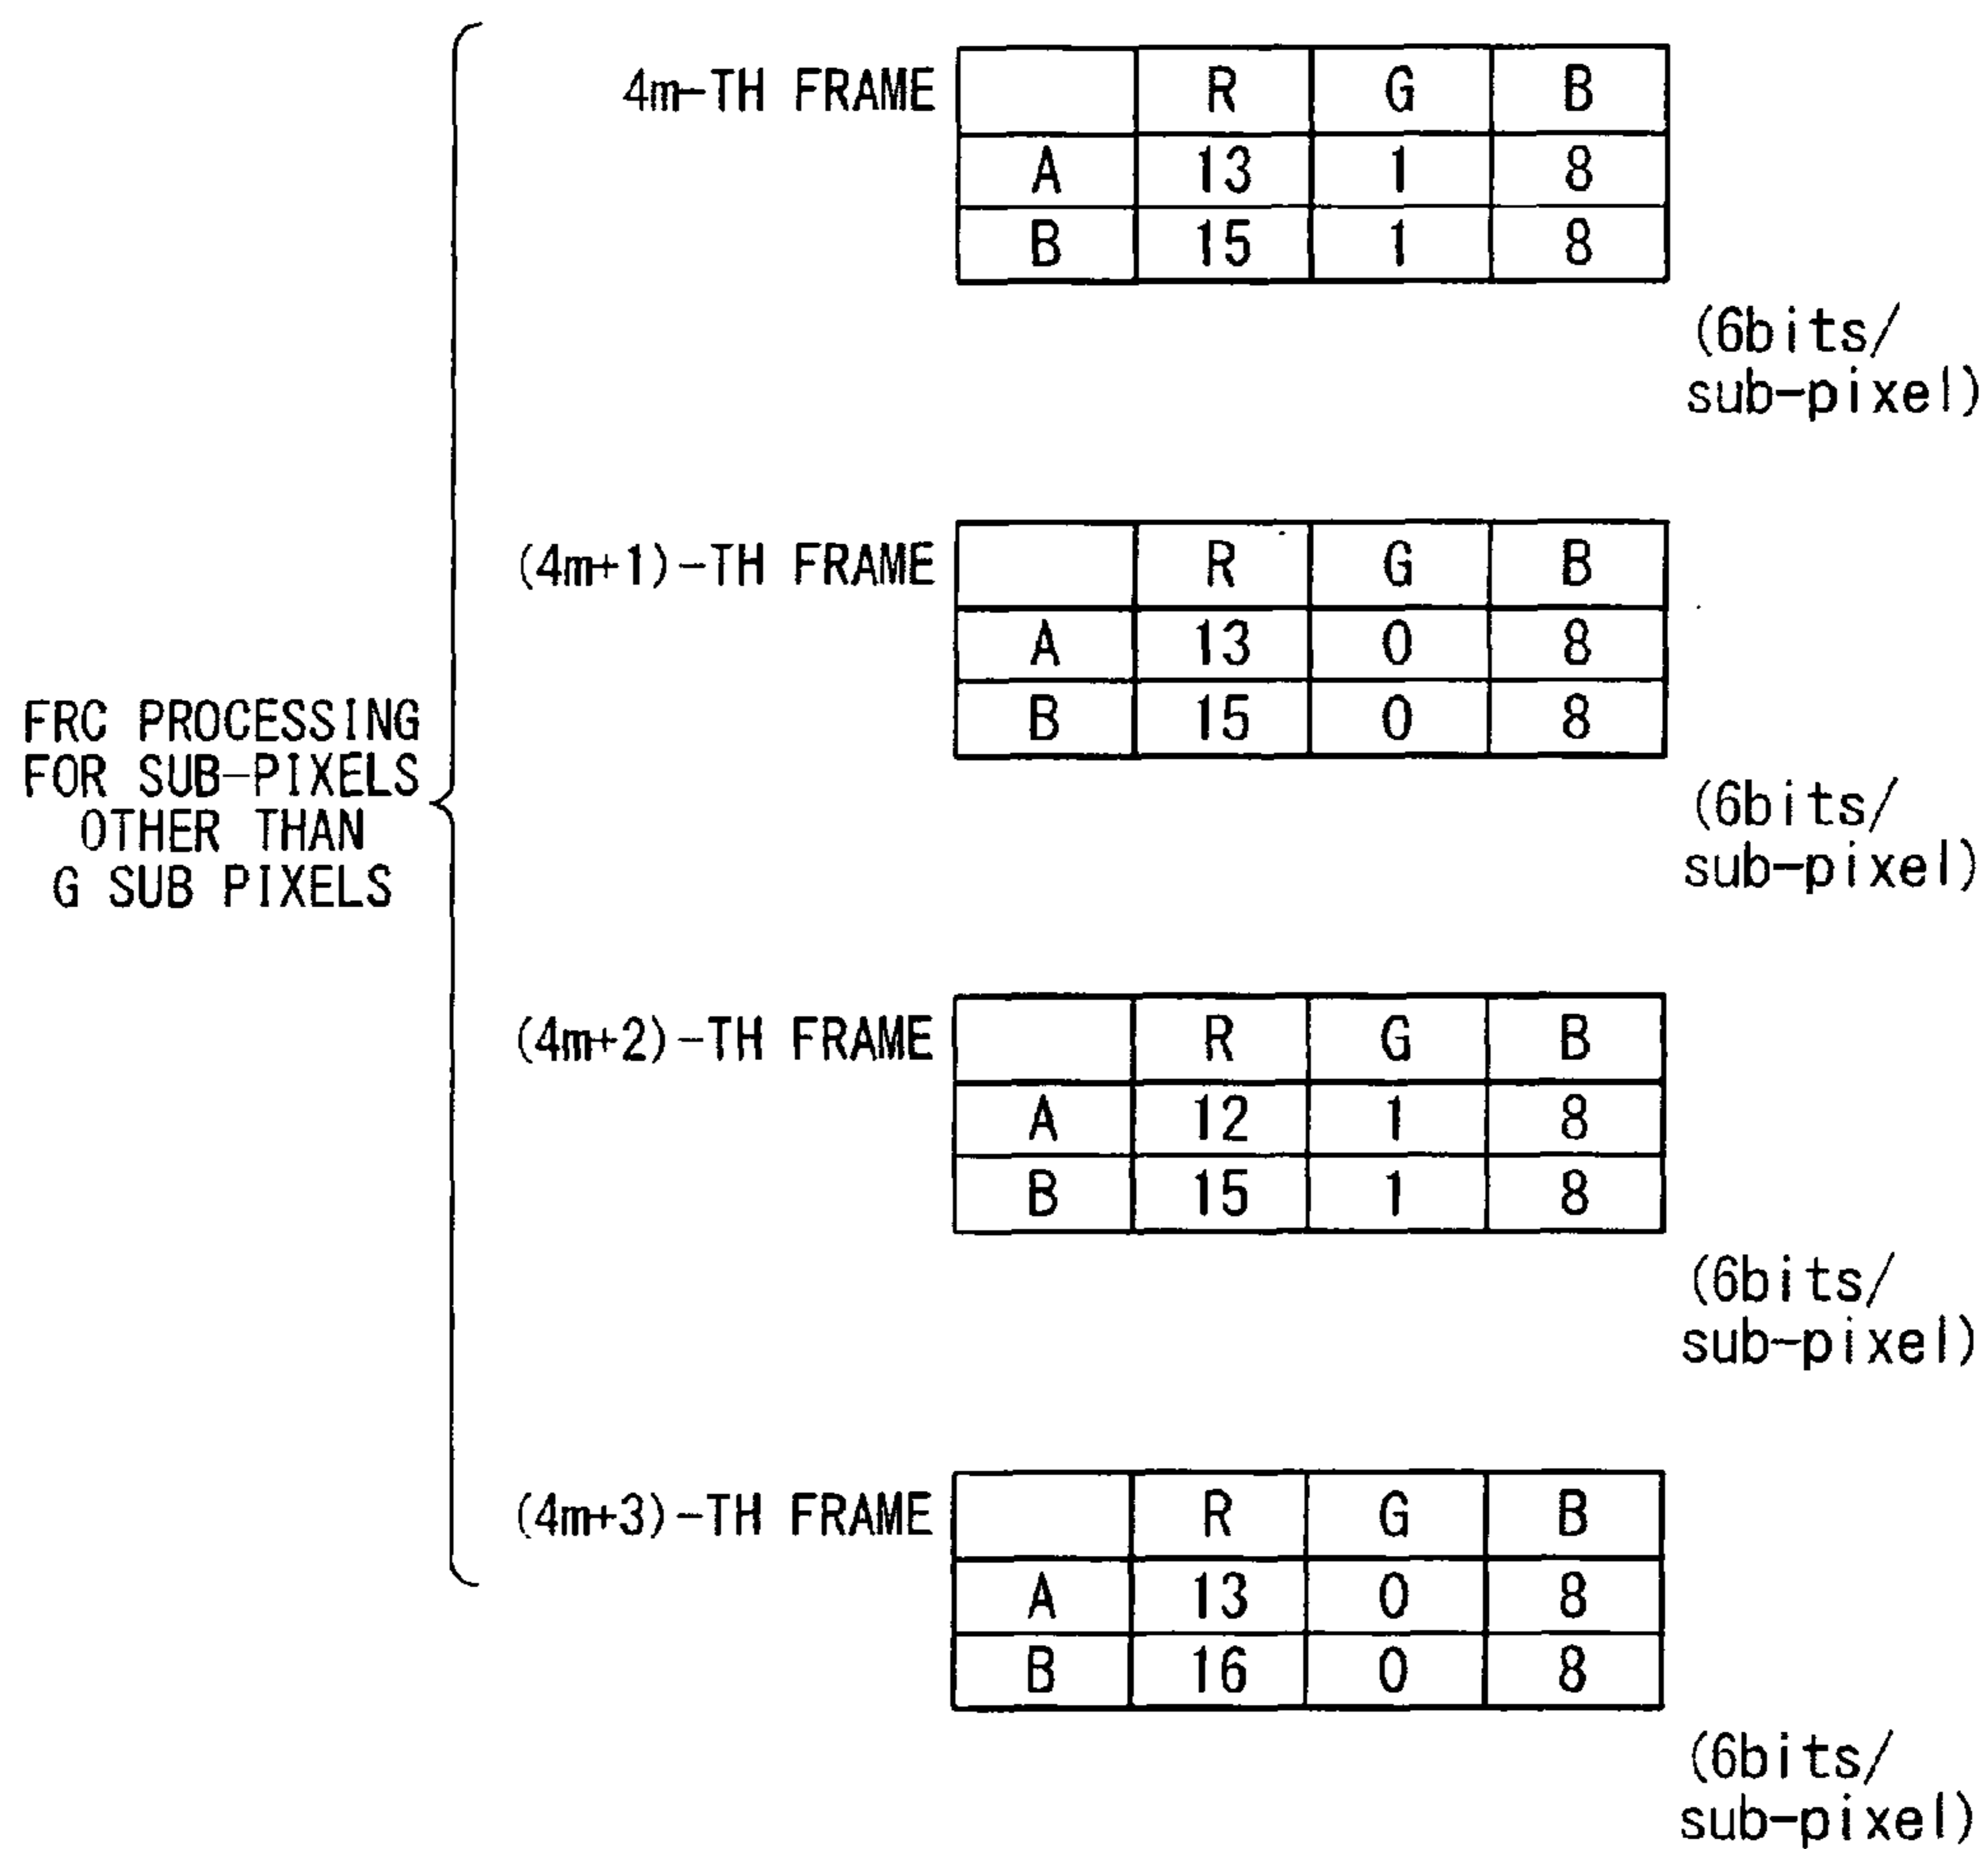 4m-TH FRAME
R G B
A 13 1 8
B 15 1 8
(6bits/
sub-pixel)
(4m+1)-TH FRAME
R G B
A 13 0 8
B 15 0 8
(6bits/
sub-pixel)
FRC PROCESSING
FOR SUB-PIXELS
OTHER THAN
G SUB PIXELS
(4m+2)-TH FRAME
R G B
A 12 1 8
B 15 1 8
(6bits/
sub-pixel)
(4m+3)-TH FRAME
R G B
A 13 0 8
B 16 0 8
(6bits/
sub-pixel)